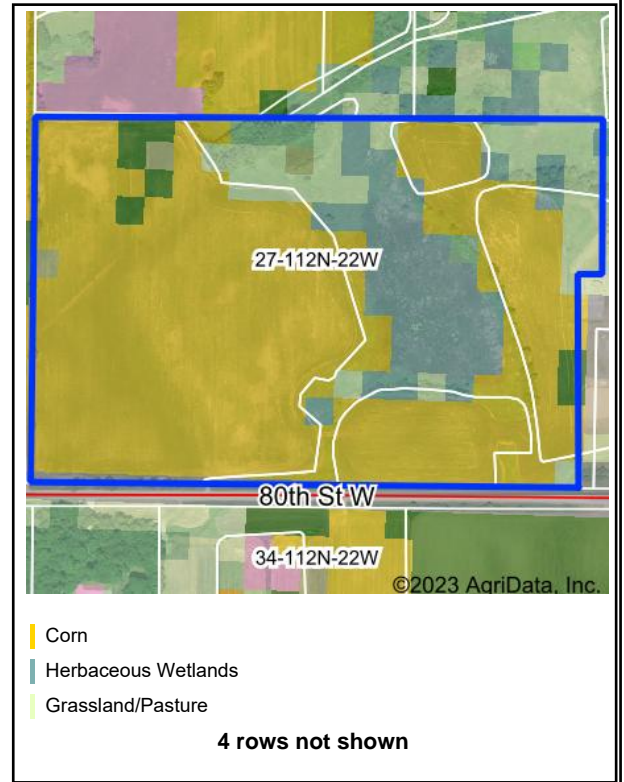 27-112N-22W
80th St W
34-112N-22W
©2023 AgriData, Inc.
Corn
Herbaceous Wetlands
Grassland/Pasture
4 rows not shown